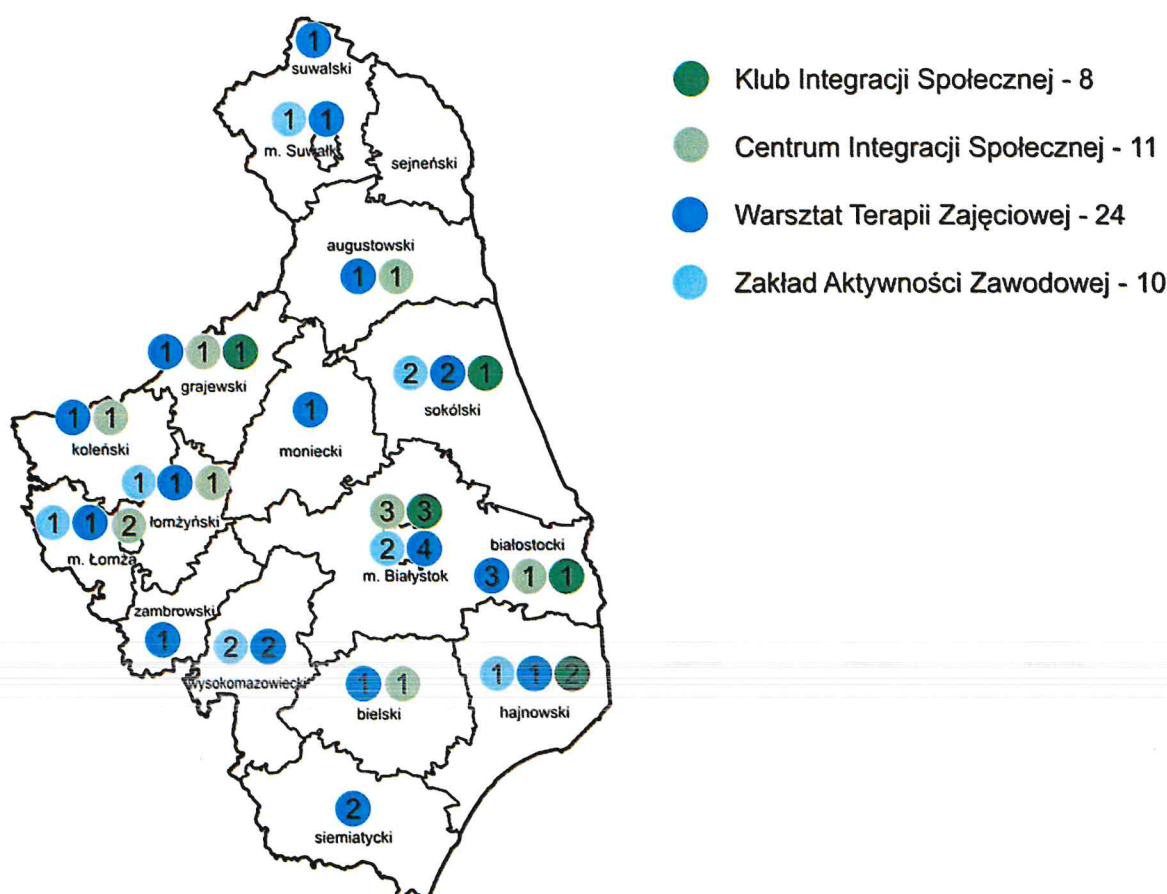 1
suwalski
1 1
m. Suwałki
sejneński
augustowski
1 1
1 1 1
grajewski
2 2 1
sokólski
1
moniecki
1 1
koleński
1 1 1
łomżyński
1 1 2
m. Łomża
3 3
2 4
m. Białystok
białostocki
3 1 1
zambrowski
1
2 2
wysokomazowiecki
1 1
bielski
1 1 2
hajnowski
2
siemiatycki
Klub Integracji Społecznej - 8
Centrum Integracji Społecznej - 11
Warsztat Terapii Zajęciowej - 24
Zakład Aktywności Zawodowej - 10